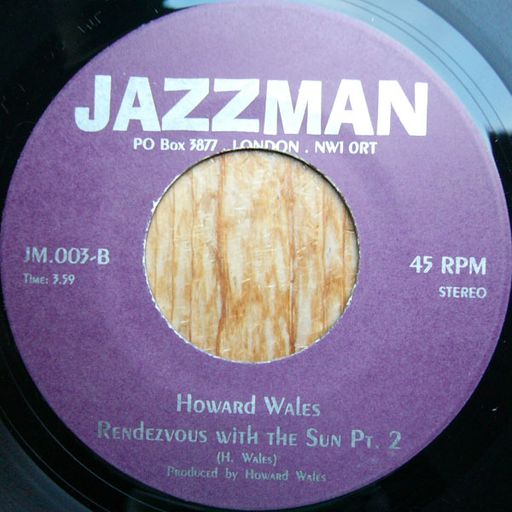 JAZZMAN
PO Box 3877 . LONDON . NW1 0RT
JM.003-B
Time: 3.59
45 RPM
STEREO
Howard Wales
Rendezvous with the Sun Pt. 2
(H. Wales)
Produced by Howard Wales